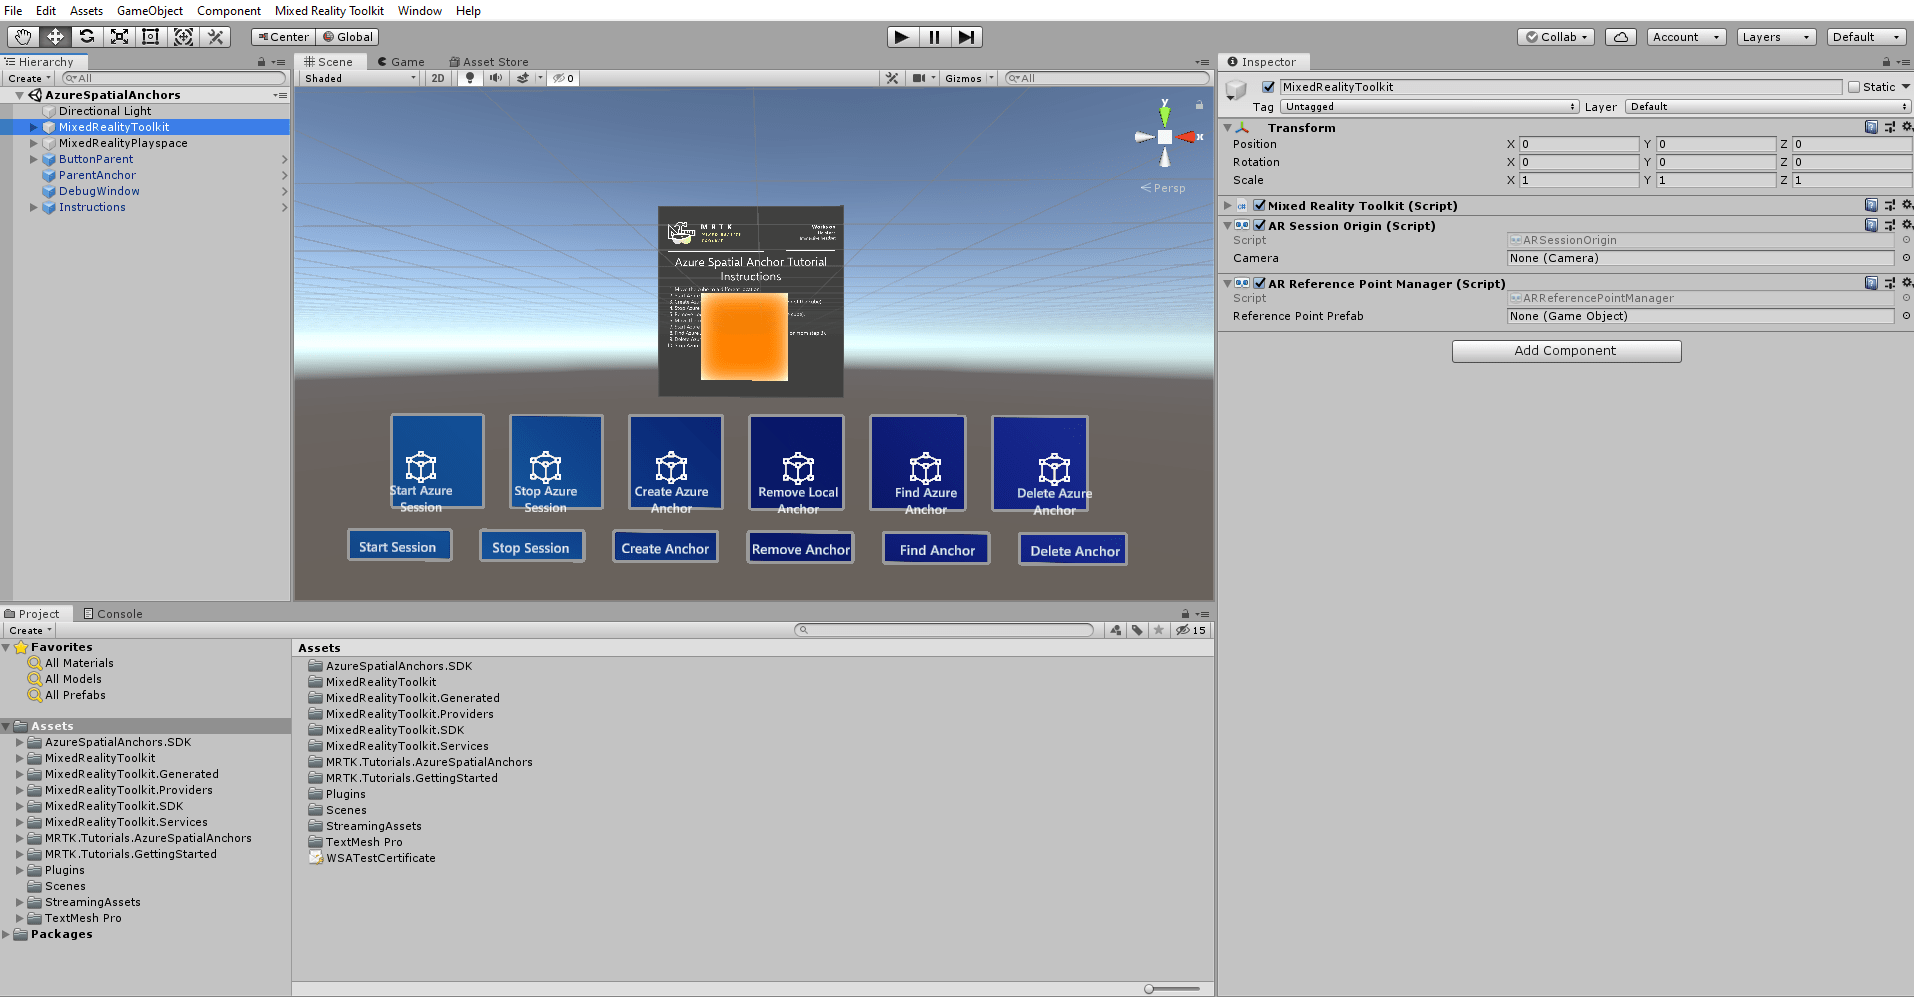 File Edit Assets GameObject Component Mixed Reality Toolkit Window Help
Center Global
Collab Account Layers Default
Hierarchy
Create All
AzureSpatialAnchors
Directional Light
MixedRealityToolkit
MixedRealityPlayspace
ButtonParent
ParentAnchor
DebugWindow
Instructions
Scene Game Asset Store
Shaded 2D 0 Gizmos All
y
x
Persp
MRTK
Azure Spatial Anchor Tutorial
Instructions
Start Azure
Session
Stop Azure
Session
Create Azure
Anchor
Remove Local
Anchor
Find Azure
Anchor
Delete Azure
Anchor
Start Session
Stop Session
Create Anchor
Remove Anchor
Find Anchor
Delete Anchor
Inspector
MixedRealityToolkit Static
Tag Untagged Layer Default
Transform
Position X 0 Y 0 Z 0
Rotation X 0 Y 0 Z 0
Scale X 1 Y 1 Z 1
Mixed Reality Toolkit (Script)
AR Session Origin (Script)
Script ARSessionOrigin
Camera None (Camera)
AR Reference Point Manager (Script)
Script ARReferencePointManager
Reference Point Prefab None (Game Object)
Add Component
Project Console
Create 15
Favorites
All Materials
All Models
All Prefabs
Assets
AzureSpatialAnchors.SDK
MixedRealityToolkit
MixedRealityToolkit.Generated
MixedRealityToolkit.Providers
MixedRealityToolkit.SDK
MixedRealityToolkit.Services
MRTK.Tutorials.AzureSpatialAnchors
MRTK.Tutorials.GettingStarted
Plugins
Scenes
StreamingAssets
TextMesh Pro
Packages
Assets
AzureSpatialAnchors.SDK
MixedRealityToolkit
MixedRealityToolkit.Generated
MixedRealityToolkit.Providers
MixedRealityToolkit.SDK
MixedRealityToolkit.Services
MRTK.Tutorials.AzureSpatialAnchors
MRTK.Tutorials.GettingStarted
Plugins
Scenes
StreamingAssets
TextMesh Pro
WSATestCertificate